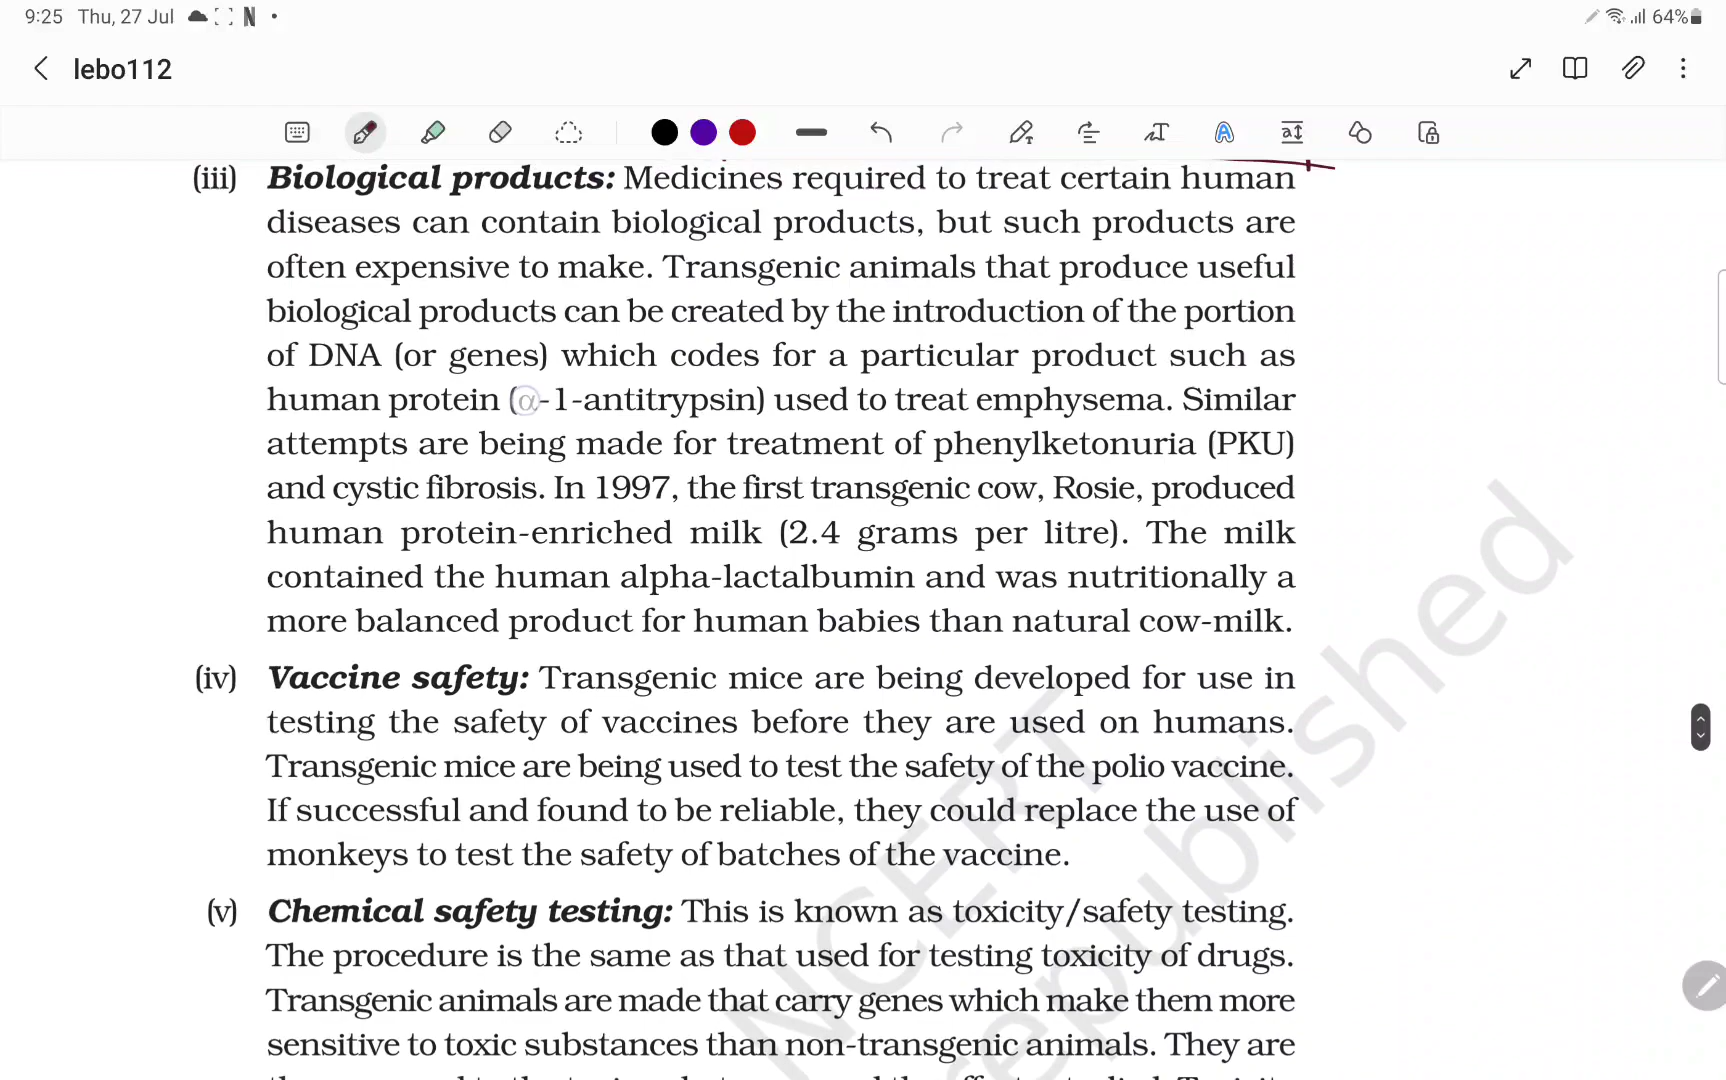 9:25 Thu, 27 Jul N • 64%
lebo112
(iii) Biological products: Medicines required to treat certain human
diseases can contain biological products, but such products are
often expensive to make. Transgenic animals that produce useful
biological products can be created by the introduction of the portion
of DNA (or genes) which codes for a particular product such as
human protein (α-1-antitrypsin) used to treat emphysema. Similar
attempts are being made for treatment of phenylketonuria (PKU)
and cystic fibrosis. In 1997, the first transgenic cow, Rosie, produced
human protein-enriched milk (2.4 grams per litre). The milk
contained the human alpha-lactalbumin and was nutritionally a
more balanced product for human babies than natural cow-milk.
(iv) Vaccine safety: Transgenic mice are being developed for use in
testing the safety of vaccines before they are used on humans.
Transgenic mice are being used to test the safety of the polio vaccine.
If successful and found to be reliable, they could replace the use of
monkeys to test the safety of batches of the vaccine.
(v) Chemical safety testing: This is known as toxicity/safety testing.
The procedure is the same as that used for testing toxicity of drugs.
Transgenic animals are made that carry genes which make them more
sensitive to toxic substances than non-transgenic animals. They are
NCERT
republished